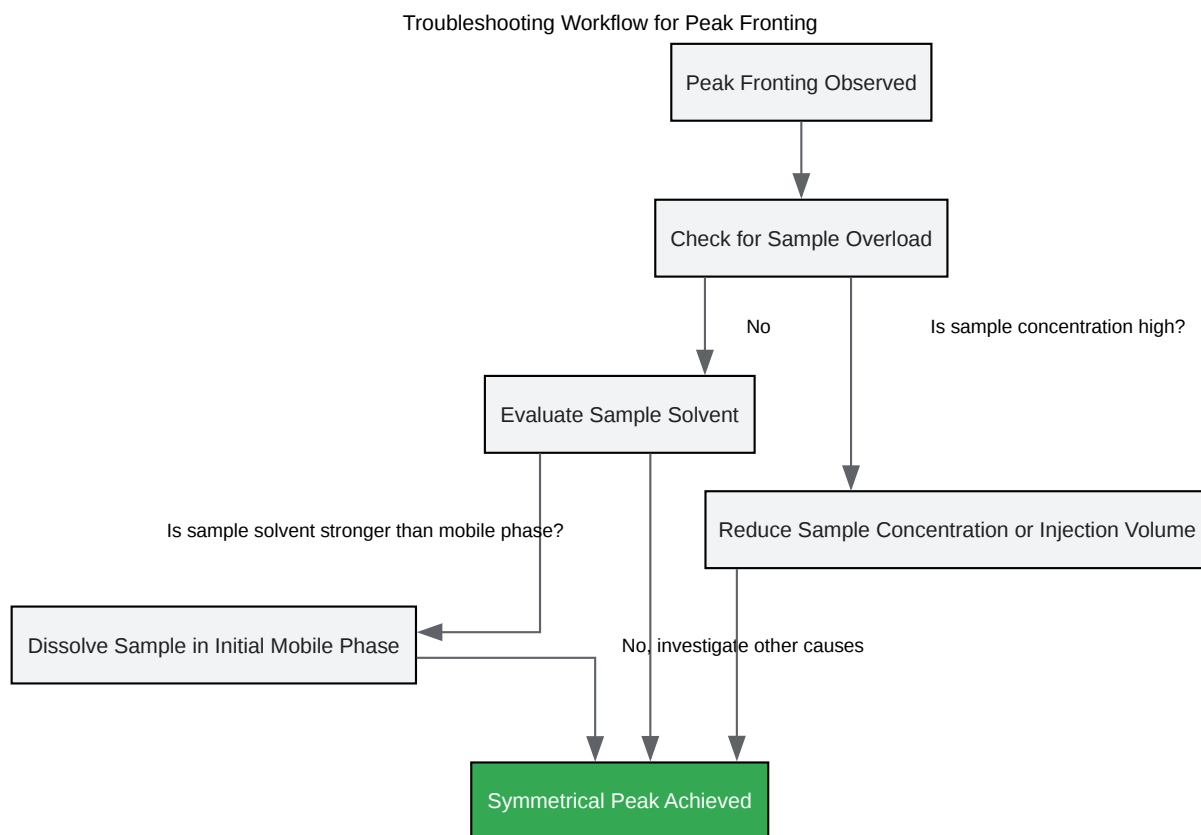 Troubleshooting Workflow for Peak Fronting
Peak Fronting Observed
Check for Sample Overload
No
Is sample concentration high?
Evaluate Sample Solvent
Is sample solvent stronger than mobile phase?
Reduce Sample Concentration or Injection Volume
Dissolve Sample in Initial Mobile Phase
No, investigate other causes
Symmetrical Peak Achieved